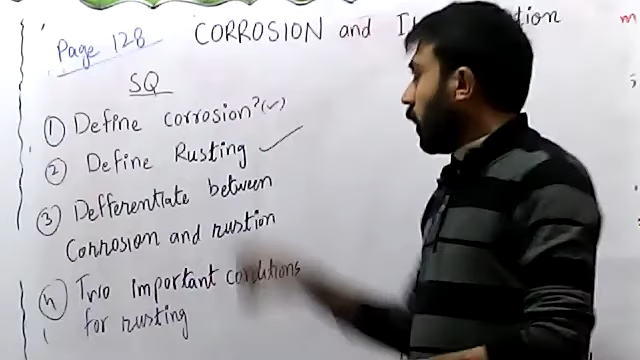 Page 128
CORROSION and
SQ
① Define corrosion? (✓)
② Define Rusting ✓
③ Defferentiate between
Corrosion and rustion
④ Two important conditions
for rusting
m